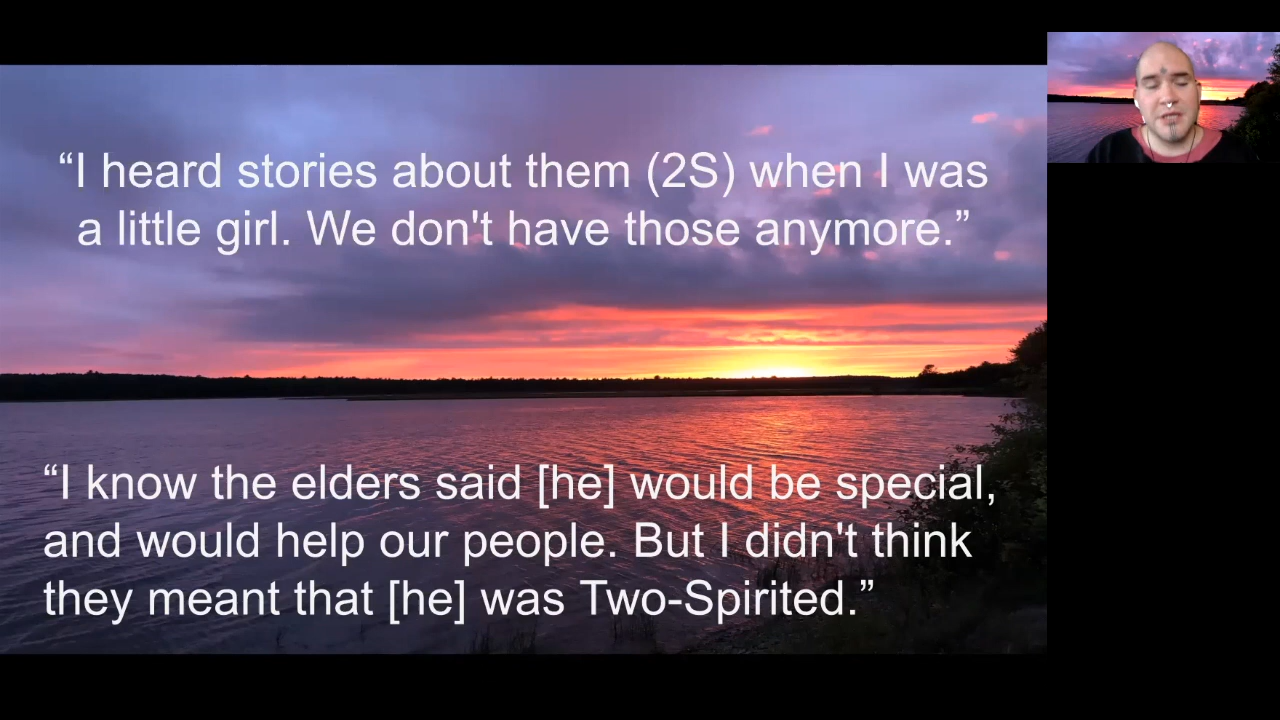 “I heard stories about them (2S) when I was
a little girl. We don't have those anymore.”
“I know the elders said [he] would be special,
and would help our people. But I didn't think
they meant that [he] was Two-Spirited.”